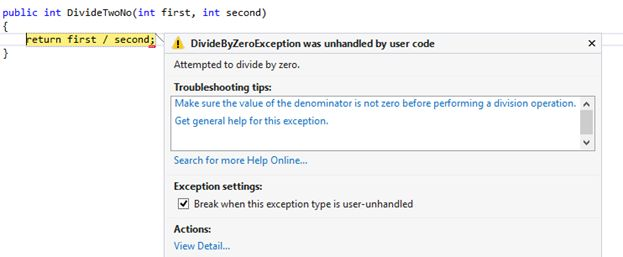 public int DivideTwoNo(int first, int second)
{
return first / second;
}
DivideByZeroException was unhandled by user code
Attempted to divide by zero.
Troubleshooting tips:
Make sure the value of the denominator is not zero before performing a division operation.
Get general help for this exception.
Search for more Help Online...
Exception settings:
Break when this exception type is user-unhandled
Actions:
View Detail...